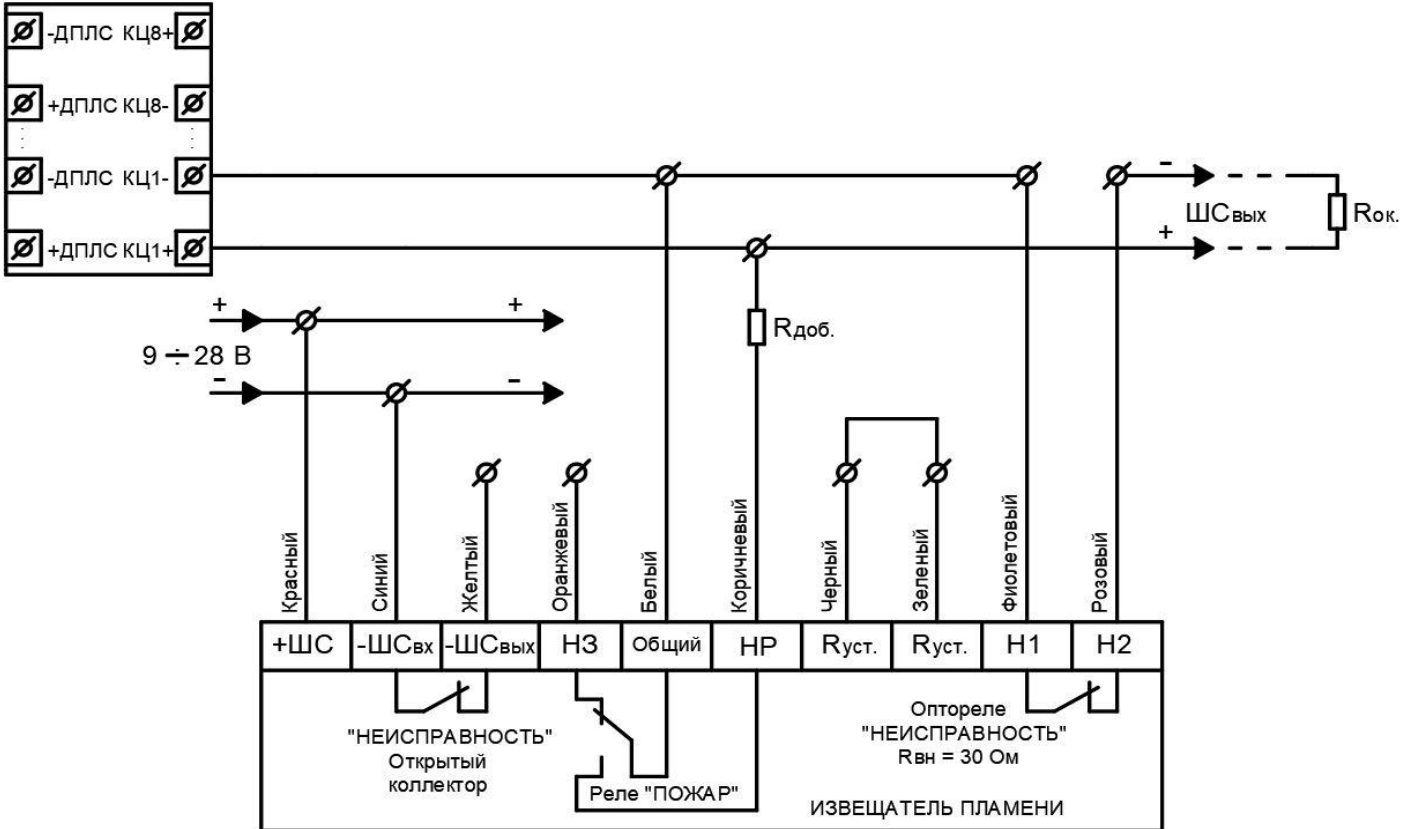 -ДПЛС КЦ8+
+ДПЛС КЦ8-
-ДПЛС КЦ1-
+ДПЛС КЦ1+
-
ШСвых
+
Rок.
+ +
9 ÷ 28 В
- -
Rдоб.
Красный
Синий
Желтый
Оранжевый
Белый
Коричневый
Черный
Зеленый
Фиолетовый
Розовый
+ШС -ШСвх -ШСвых НЗ Общий НР Rуст. Rуст. Н1 Н2
"НЕИСПРАВНОСТЬ"
Открытый
коллектор
Реле "ПОЖАР"
Оптореле
"НЕИСПРАВНОСТЬ"
Rвн = 30 Ом
ИЗВЕЩАТЕЛЬ ПЛАМЕНИ